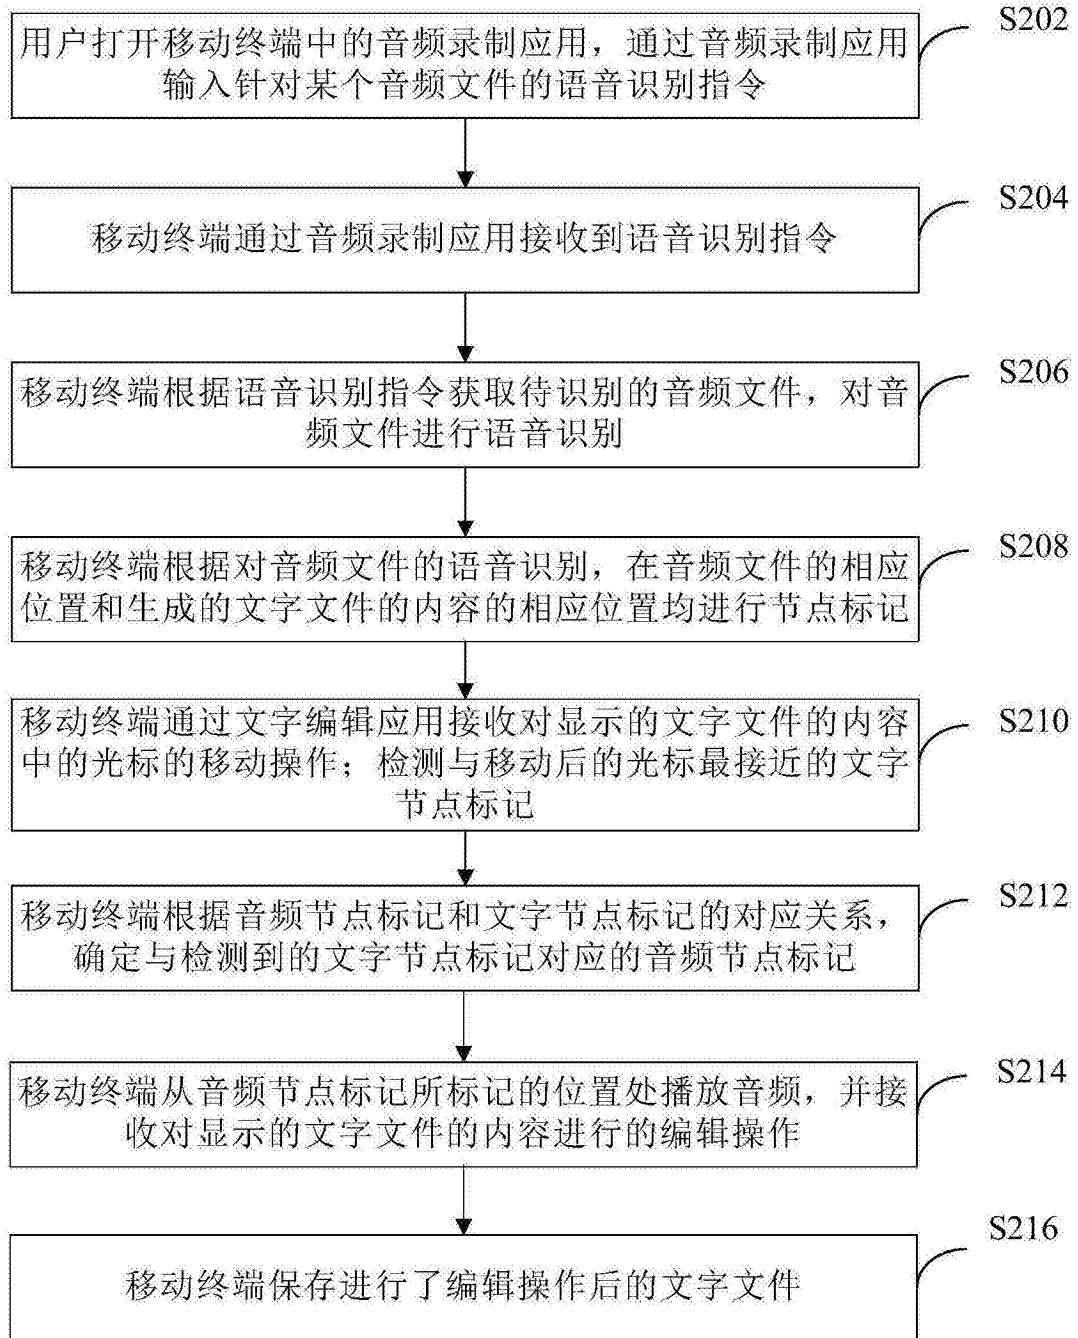 S202
用户打开移动终端中的音频录制应用，通过音频录制应用
输入针对某个音频文件的语音识别指令
S204
移动终端通过音频录制应用接收到语音识别指令
S206
移动终端根据语音识别指令获取待识别的音频文件，对音
频文件进行语音识别
S208
移动终端根据对音频文件的语音识别，在音频文件的相应
位置和生成的文字文件的内容的相应位置均进行节点标记
S210
移动终端通过文字编辑应用接收对显示的文字文件的内容
中的光标的移动操作；检测与移动后的光标最接近的文字
节点标记
S212
移动终端根据音频节点标记和文字节点标记的对应关系，
确定与检测到的文字节点标记对应的音频节点标记
S214
移动终端从音频节点标记所标记的位置处播放音频，并接
收对显示的文字文件的内容进行的编辑操作
S216
移动终端保存进行了编辑操作后的文字文件